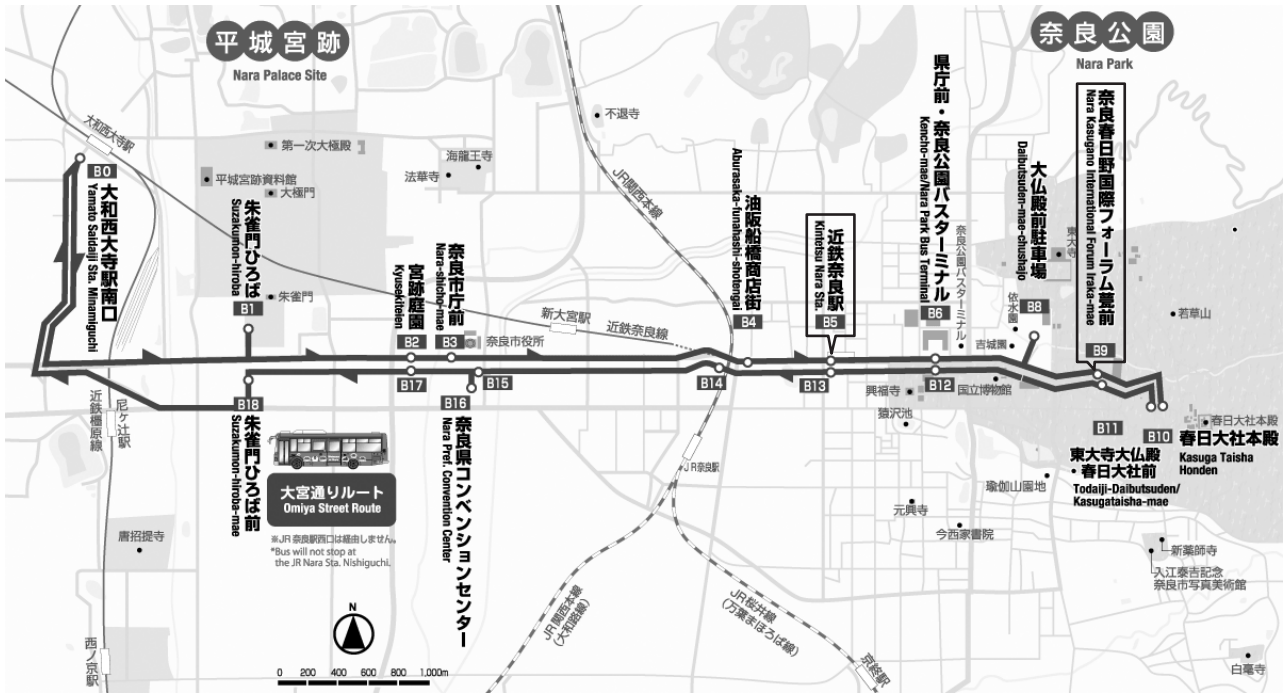 平城宮跡
Nara Palace Site
奈良公園
Nara Park
大和西大寺駅
B0
大和西大寺駅南口
Yamato Saidaiji Sta. Minamiguchi
第一次大極殿
平城宮跡資料館
大極門
朱雀門ひろば
Suzakumon-hiroba
B1
朱雀門
海龍王寺
法華寺
不退寺
JR関西本線
宮跡庭園
Kyusekiteien
B2
奈良市庁前
Nara-shicho-mae
B3
奈良市役所
新大宮駅
近鉄奈良線
油阪船橋商店街
Aburasaka-funahashi-shotengai
B4
近鉄奈良駅
Kintetsu Nara Sta.
B5
県庁前・奈良公園バスターミナル
Kencho-mae/Nara Park Bus Terminal
B6
奈良公園バスターミナル
大仏殿前駐車場
Daibutsuden-mae-chushajo
B8
依水園
吉城園
東大寺
奈良春日野国際フォーラム甍前
Nara Kasugano International Forum Iraka-mae
B9
若草山
B17
B16
B15
B14
B13
B12
B11
B10
B18
朱雀門ひろば前
Suzakumon-hiroba-mae
奈良県コンベンションセンター
Nara Pref. Convention Center
興福寺
国立博物館
猿沢池
東大寺大仏殿
・春日大社前
Todaiji-Daibutsuden/
Kasugataisha-mae
春日大社本殿
春日大社本殿
Kasuga Taisha
Honden
近鉄橿原線
尼ヶ辻駅
大宮通りルート
Omiya Street Route
※JR奈良駅西口は経由しません。
*Bus will not stop at
the JR Nara Sta. Nishiguchi.
JR奈良駅
瑜伽山園地
元興寺
今西家書院
唐招提寺
新薬師寺
入江泰吉記念
奈良市写真美術館
JR関西本線
(大和路線)
JR桜井線
(万葉まほろば線)
京終駅
西ノ京駅
白毫寺
N
0 200 400 600 800 1,000m